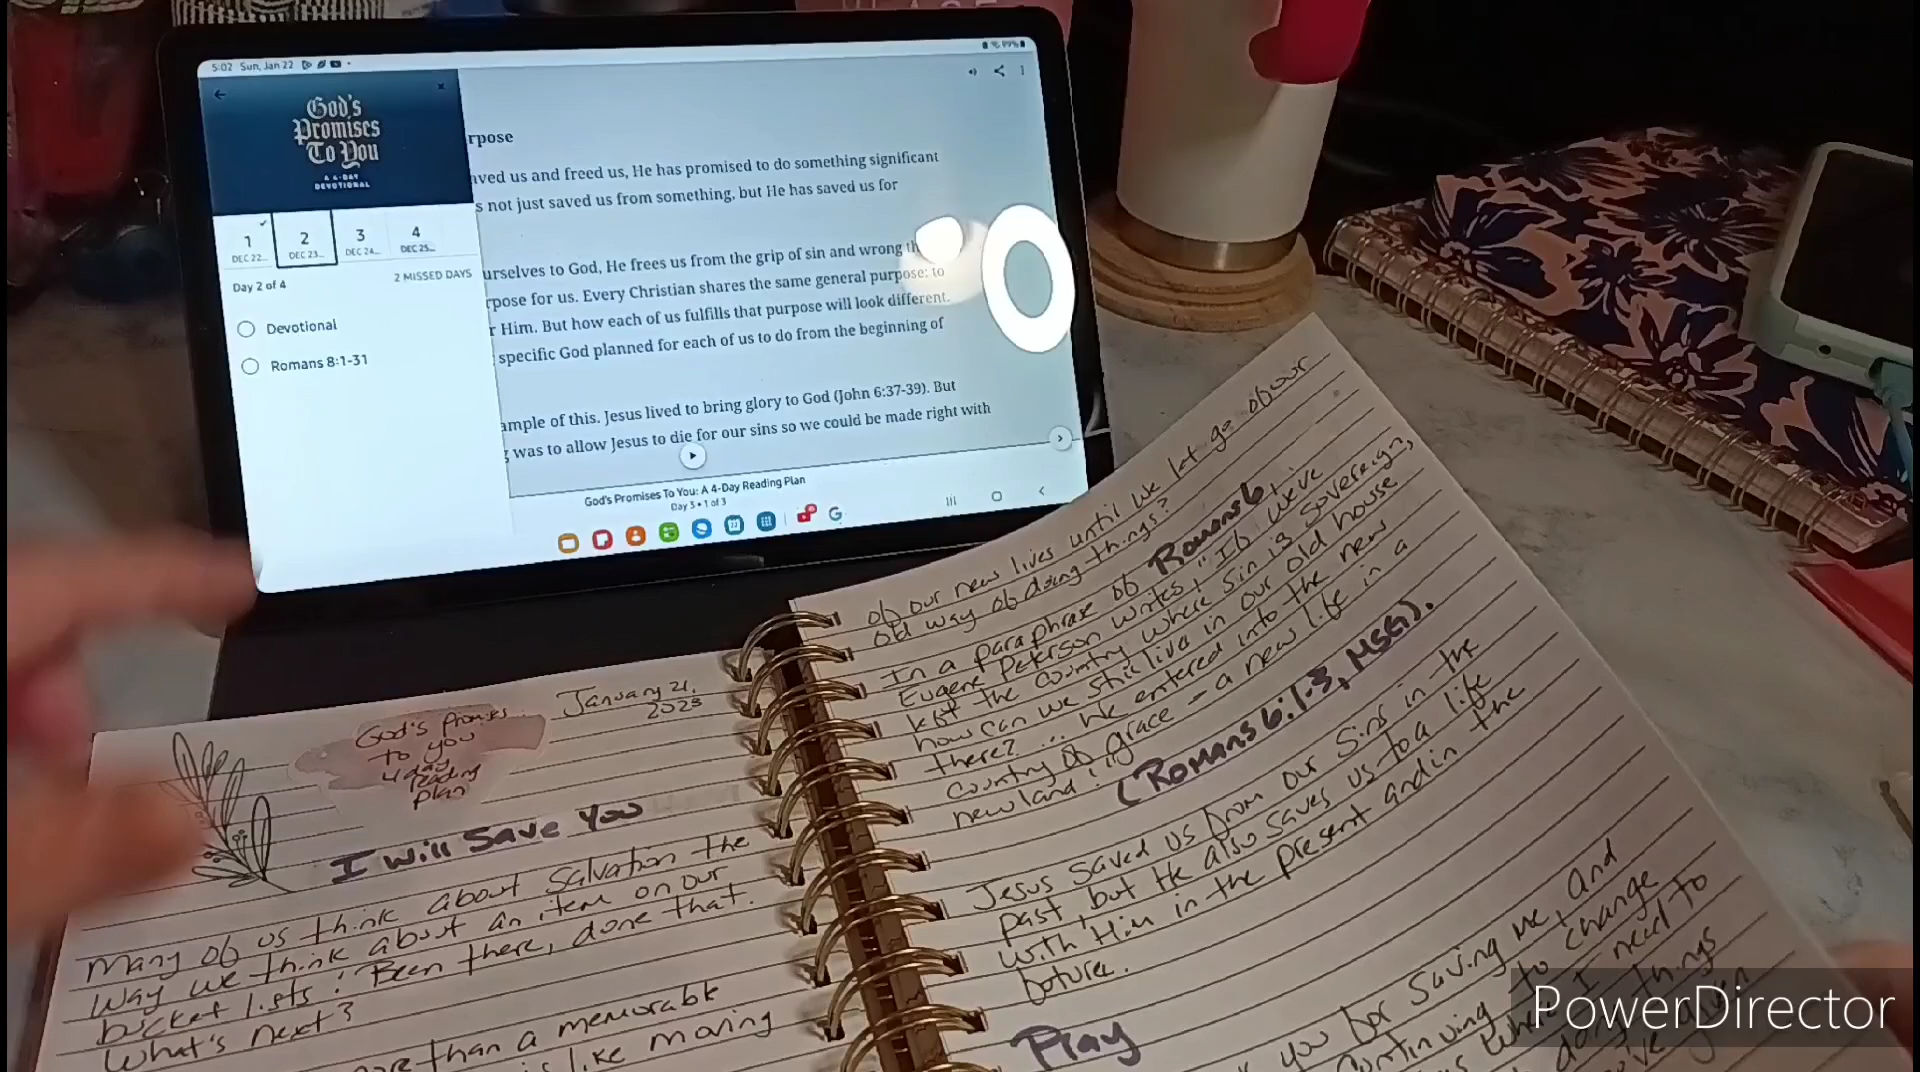 5:02 Sun, Jan 22
99%
God's
Promises
To You
A 4-DAY
DEVOTIONAL
1 2 3 4
DEC 22... DEC 23... DEC 24... DEC 25...
Day 2 of 4 2 MISSED DAYS
Devotional
Romans 8:1-31
rpose
ved us and freed us, He has promised to do something significant
s not just saved us from something, but He has saved us for
urselves to God, He frees us from the grip of sin and wrong
rpose for us. Every Christian shares the same general purpose: to
r Him. But how each of us fulfills that purpose will look different.
specific God planned for each of us to do from the beginning of
ample of this. Jesus lived to bring glory to God (John 6:37-39). But
g was to allow Jesus to die for our sins so we could be made right with
God's Promises To You: A 4-Day Reading Plan
Day 3 • 1 of 3
God's Promises
to you
4 day
reading
plan
January 21,
2023
I will Save You
Many of us think about Salvation the
way we think about an item on our
bucket lists: Been there, done that.
What's next?
than a memorable
like moving
of our new lives until we let go of our
old way of doing things?
In a paraphrase of Romans 6,
Eugene Peterson writes, "If we've
left the country where sin is sovereign,
how can we still live in our old house
there? ... We entered into the new
country of grace - a new life in a
new land!"
(Romans 6:1-3, MSG).
Jesus saved us from our sins in the
past, but He also saves us to a life
with Him in the present and in the
future.
Pray
you for saving me, and
continuing to change
where I need to
doing things
PowerDirector